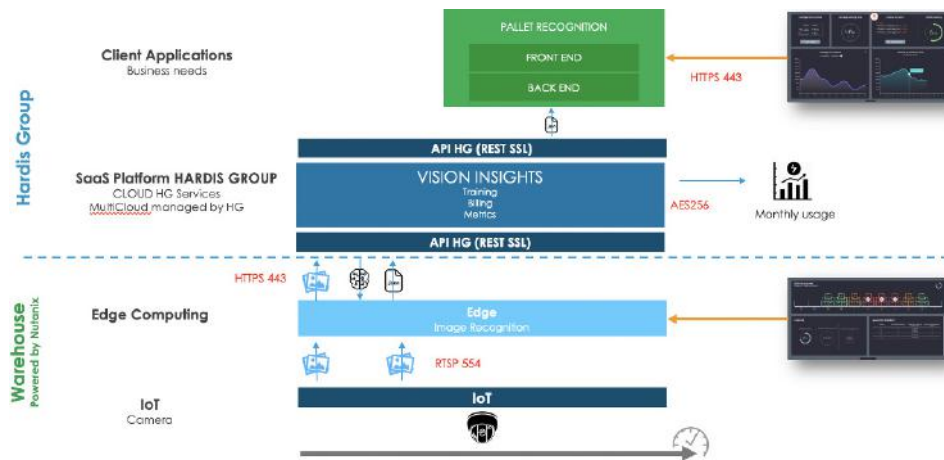 Hardis Group
Client Applications
Business needs
PALLET RECOGNITION
FRONT END
BACK END
HTTPS 443
API HG (REST SSL)
SaaS Platform HARDIS GROUP
CLOUD HG Services
MultiCloud managed by HG
VISION INSIGHTS
Training
Billing
Metrics
AES256
Monthly usage
API HG (REST SSL)
HTTPS 443
Warehouse
Powered by Nutanix
Edge Computing
Edge
Image Recognition
RTSP 554
IoT
Camera
IoT